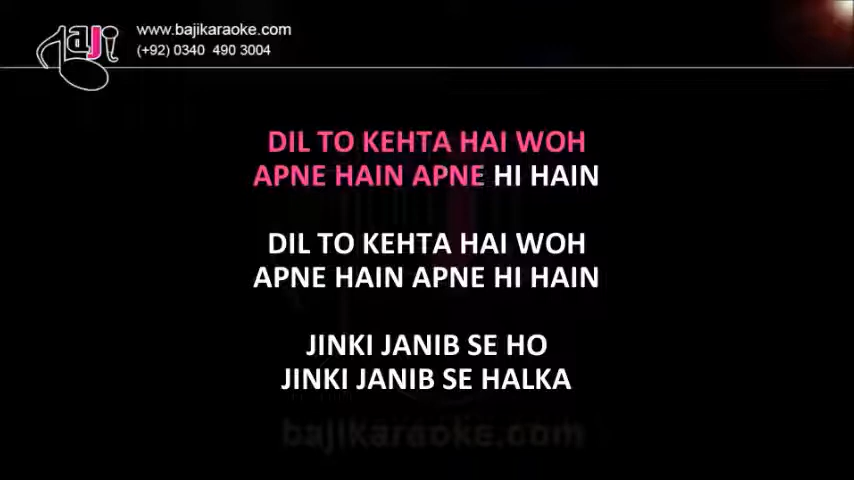 baji
www.bajikaraoke.com
(+92) 0340 490 3004
DIL TO KEHTA HAI WOH
APNE HAIN APNE HI HAIN
DIL TO KEHTA HAI WOH
APNE HAIN APNE HI HAIN
JINKI JANIB SE HO
JINKI JANIB SE HALKA
bajikaraoke.com